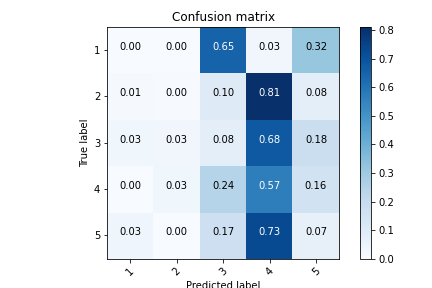 Confusion matrix
True label
1 0.00 0.00 0.65 0.03 0.32
2 0.01 0.00 0.10 0.81 0.08
3 0.03 0.03 0.08 0.68 0.18
4 0.00 0.03 0.24 0.57 0.16
5 0.03 0.00 0.17 0.73 0.07
1 2 3 4 5
Predicted label
0.8
0.7
0.6
0.5
0.4
0.3
0.2
0.1
0.0